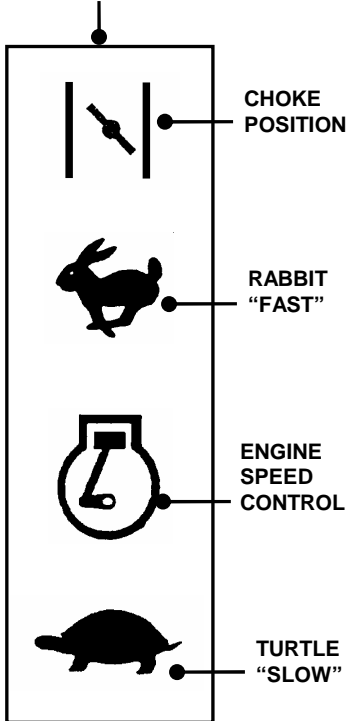 CHOKE
POSITION
RABBIT
“FAST”
ENGINE
SPEED
CONTROL
TURTLE
“SLOW”